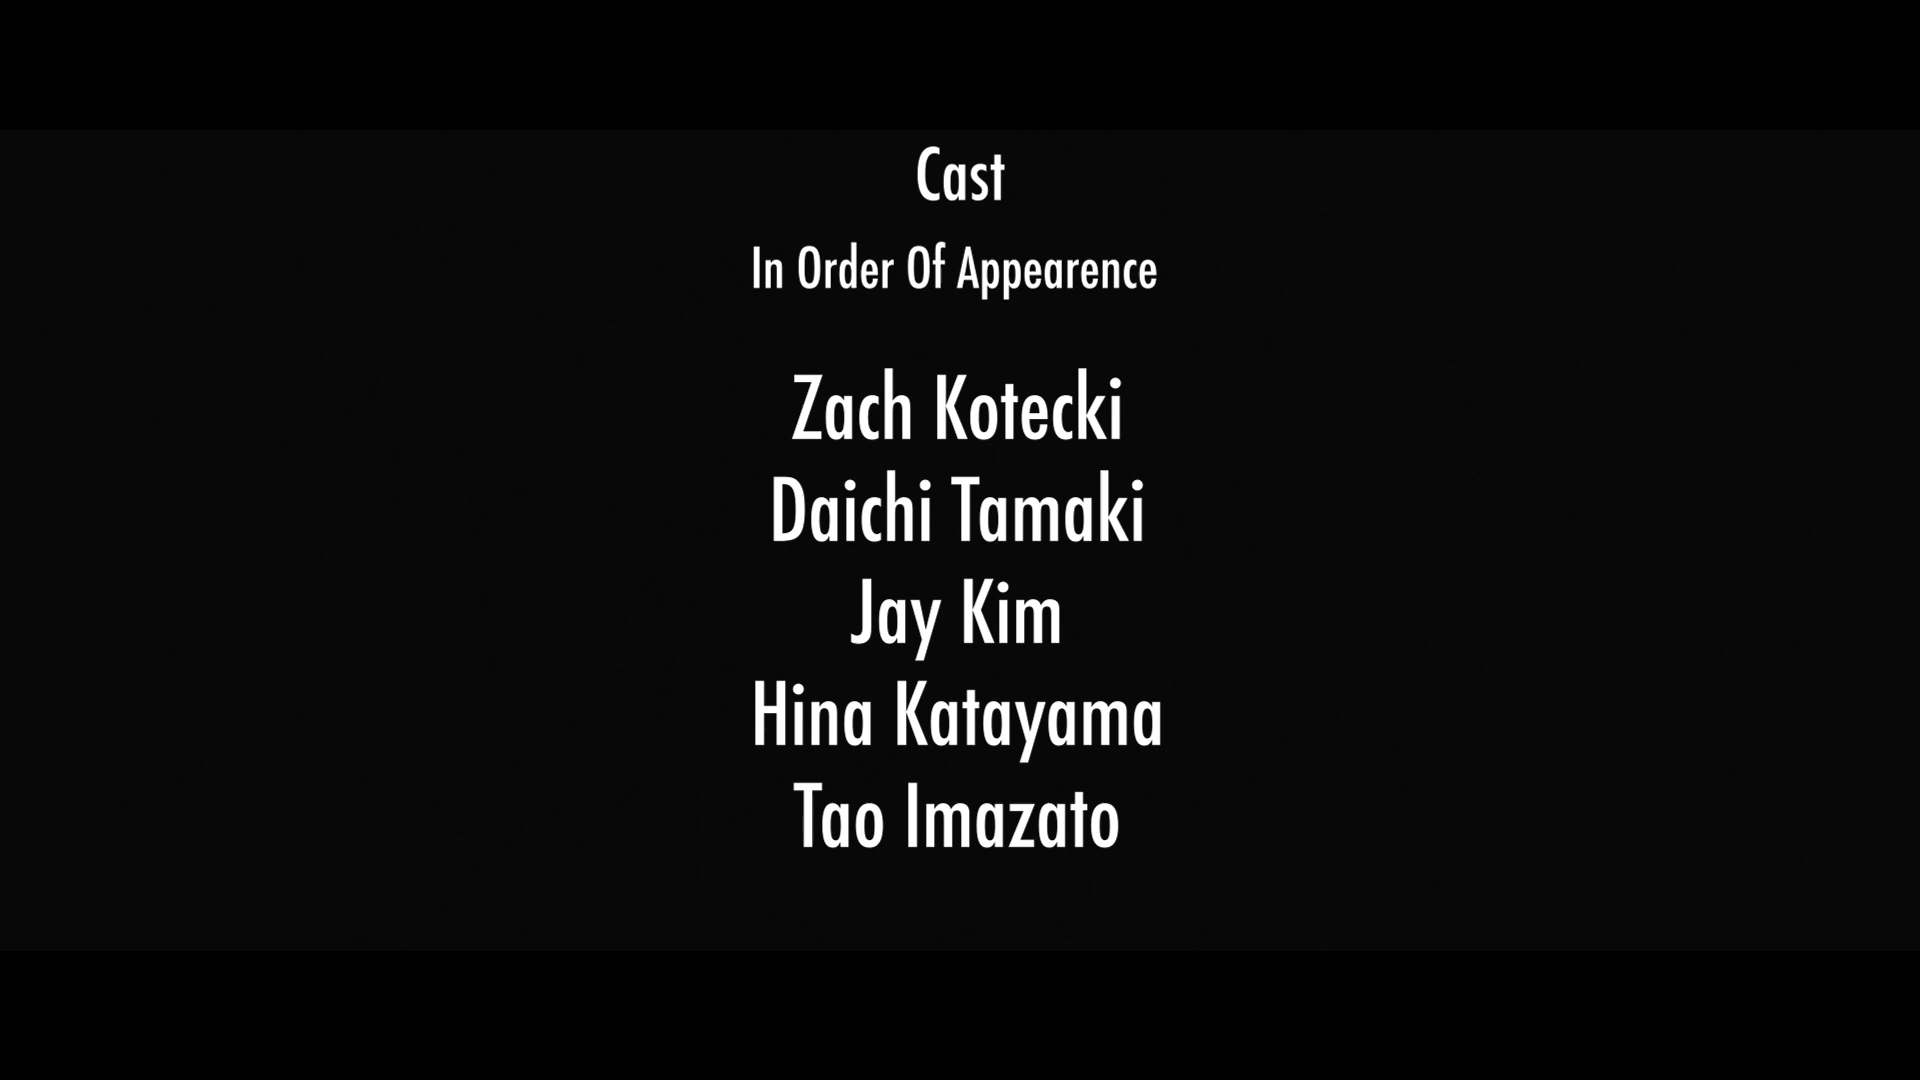 Cast
In Order Of Appearence
Zach Kotecki
Daichi Tamaki
Jay Kim
Hina Katayama
Tao Imazato